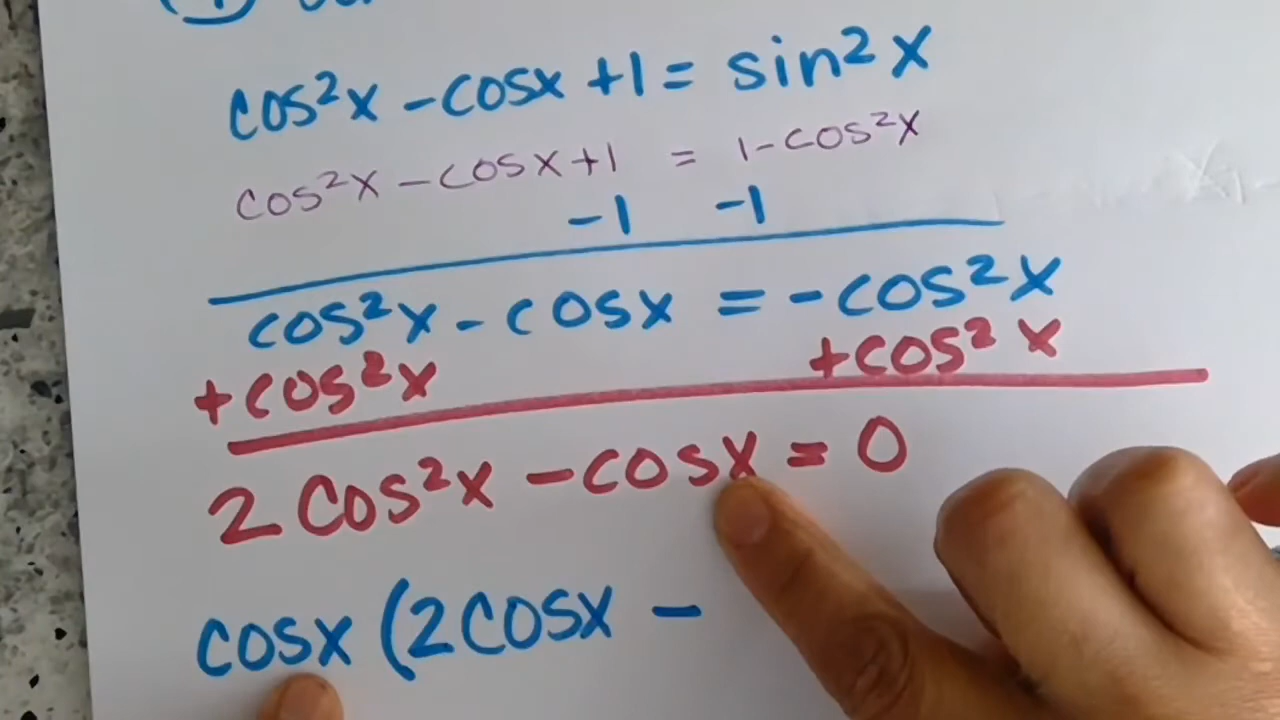 cos²x - cosx + 1 = sin²x
cos²x - cosx + 1 = 1 - cos²x
-1 -1
cos²x - cosx = -cos²x
+cos²x +cos²x
2cos²x - cosx = 0
cosx (2cosx -